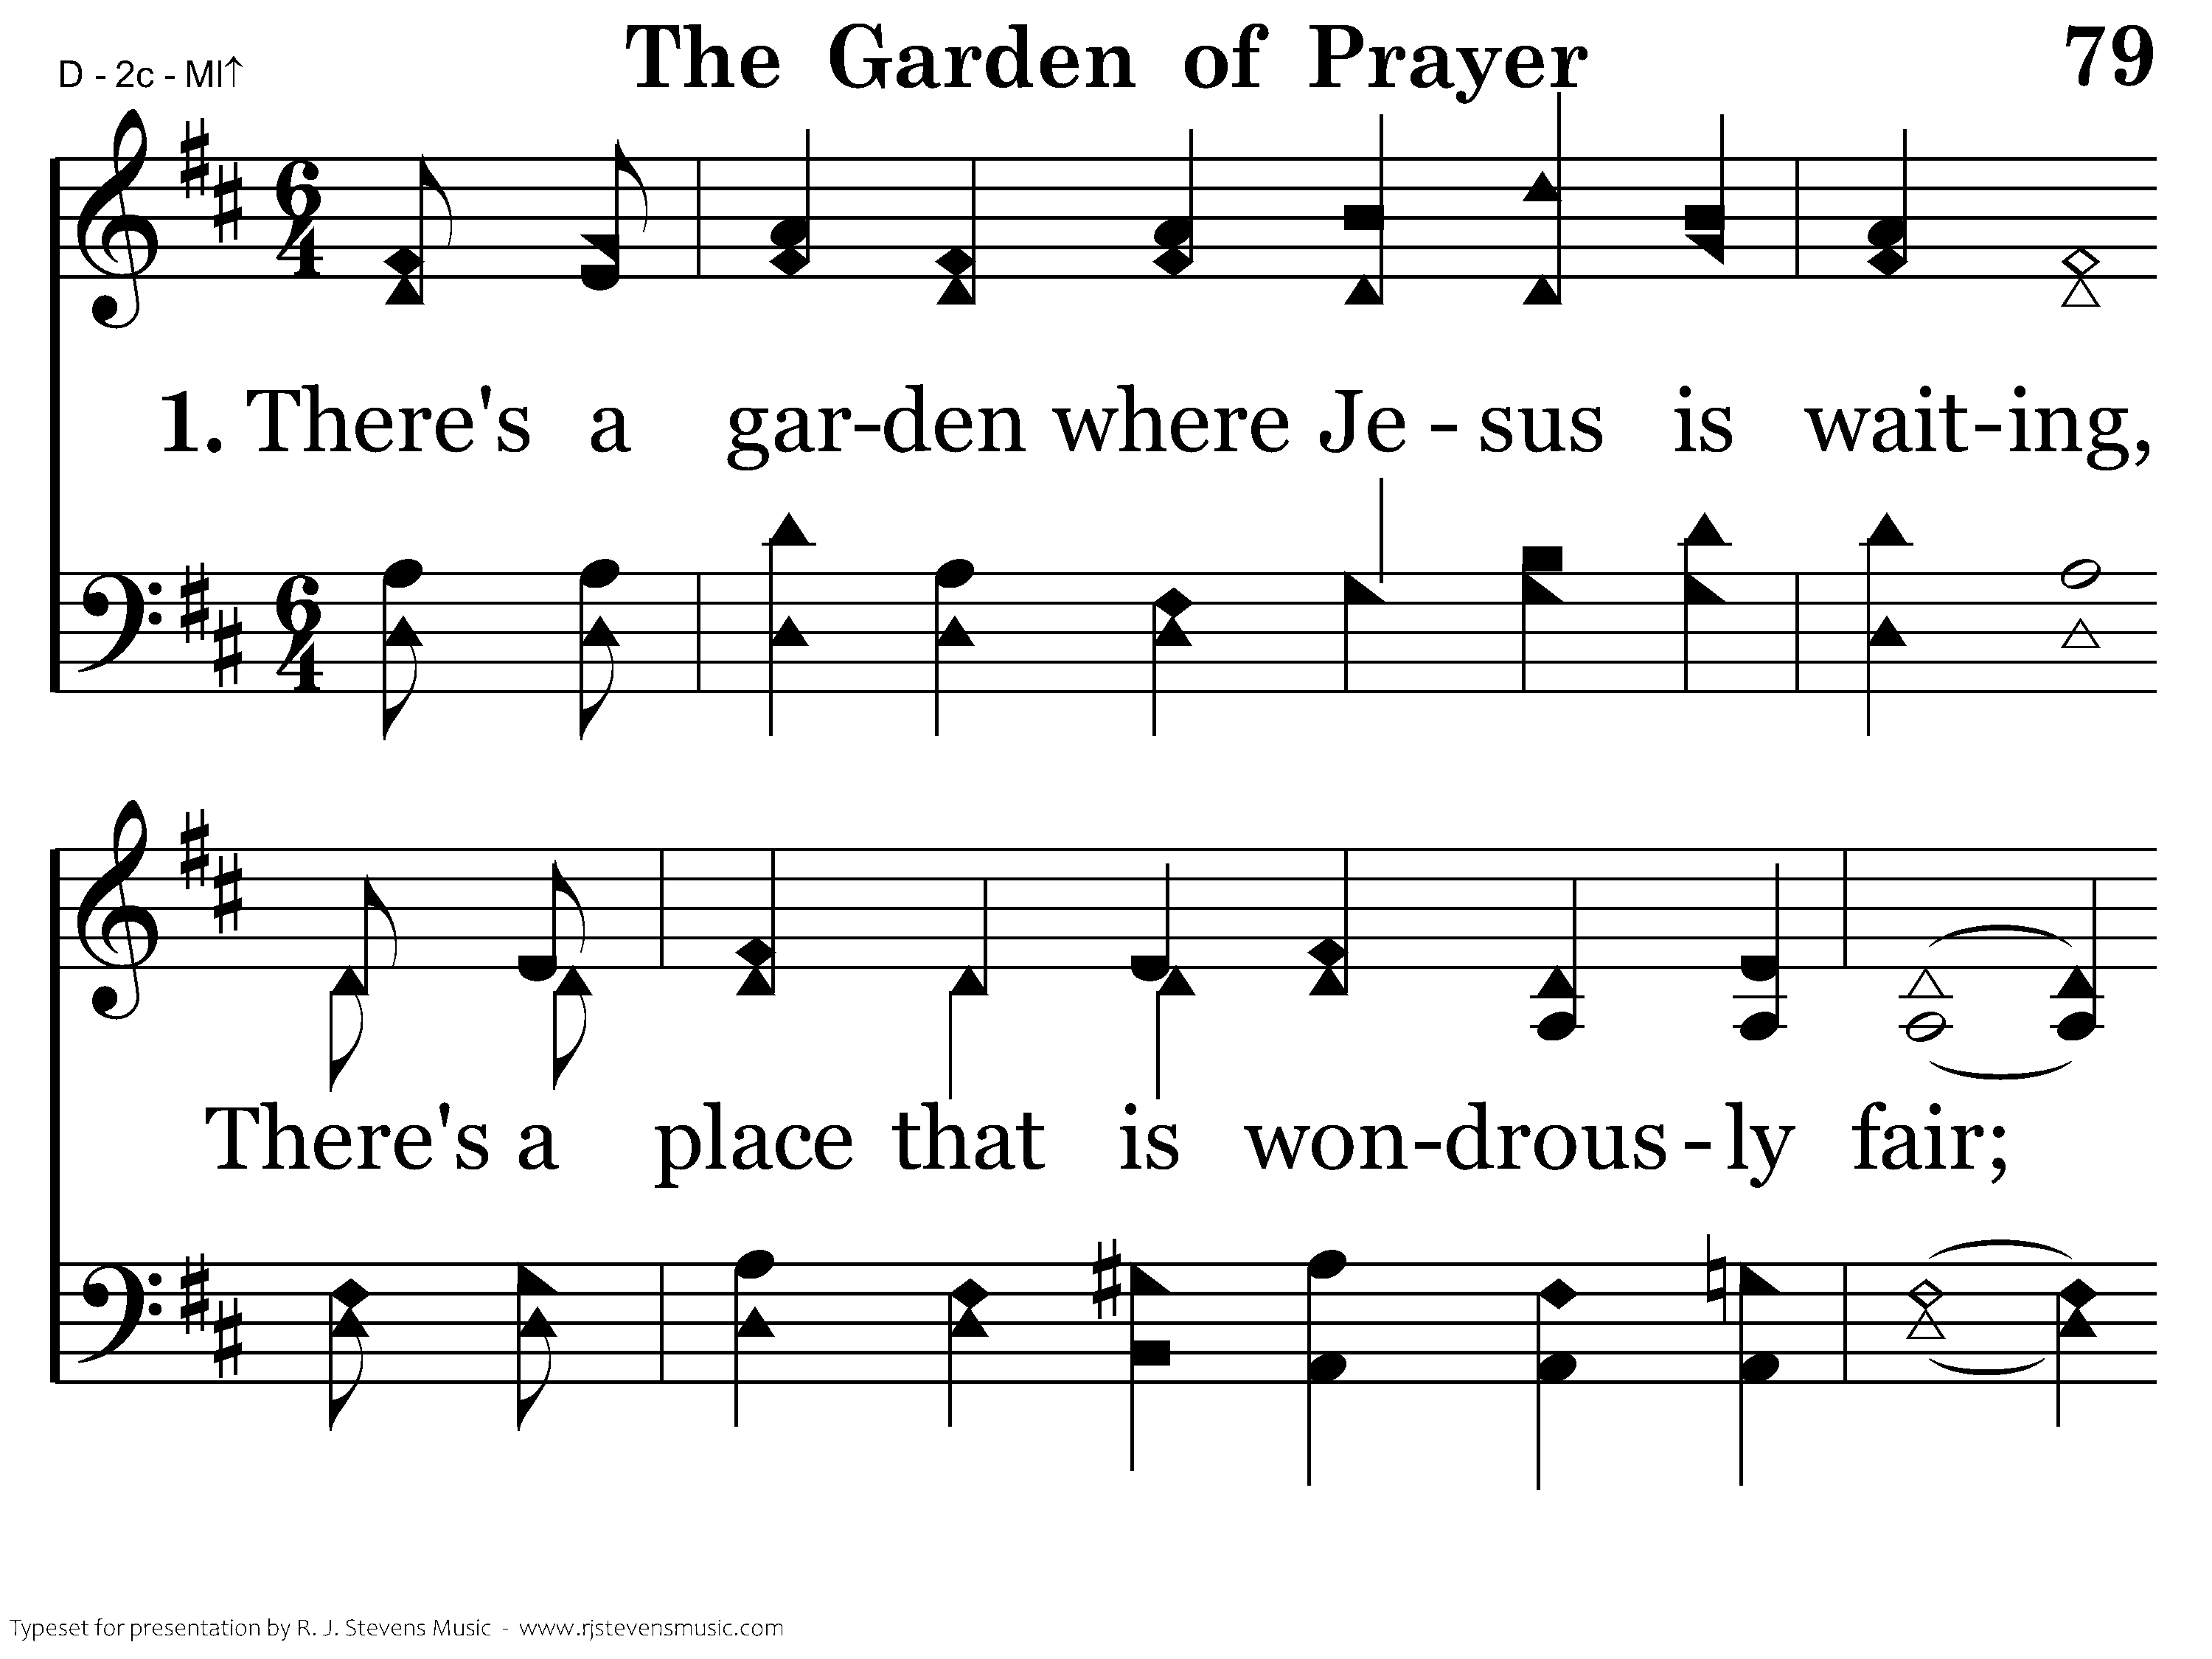 D - 2c - MI↑ The Garden of Prayer 79
1. There's a gar-den where Je - sus is wait-ing,
There's a place that is won-drous - ly fair;
Typeset for presentation by R. J. Stevens Music - www.rjstevensmusic.com